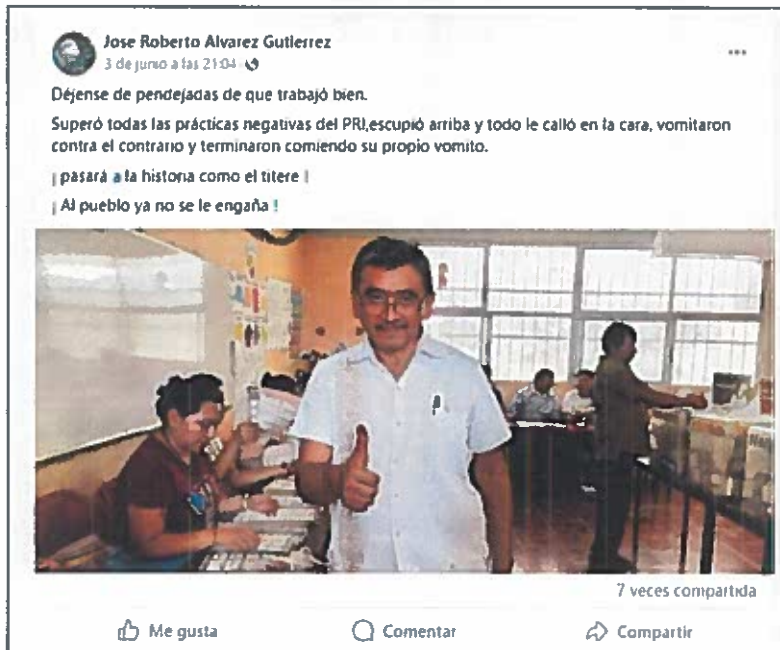 Jose Roberto Alvarez Gutierrez
3 de junio a las 21:04
Déjense de pendejadas de que trabajó bien.
Superó todas las prácticas negativas del PRI,escupió arriba y todo le calló en la cara, vomitaron
contra el contrario y terminaron comiendo su propio vomito.
¡ pasará a la historia como el titere !
¡ Al pueblo ya no se le engaña !
7 veces compartida
Me gusta
Comentar
Compartir